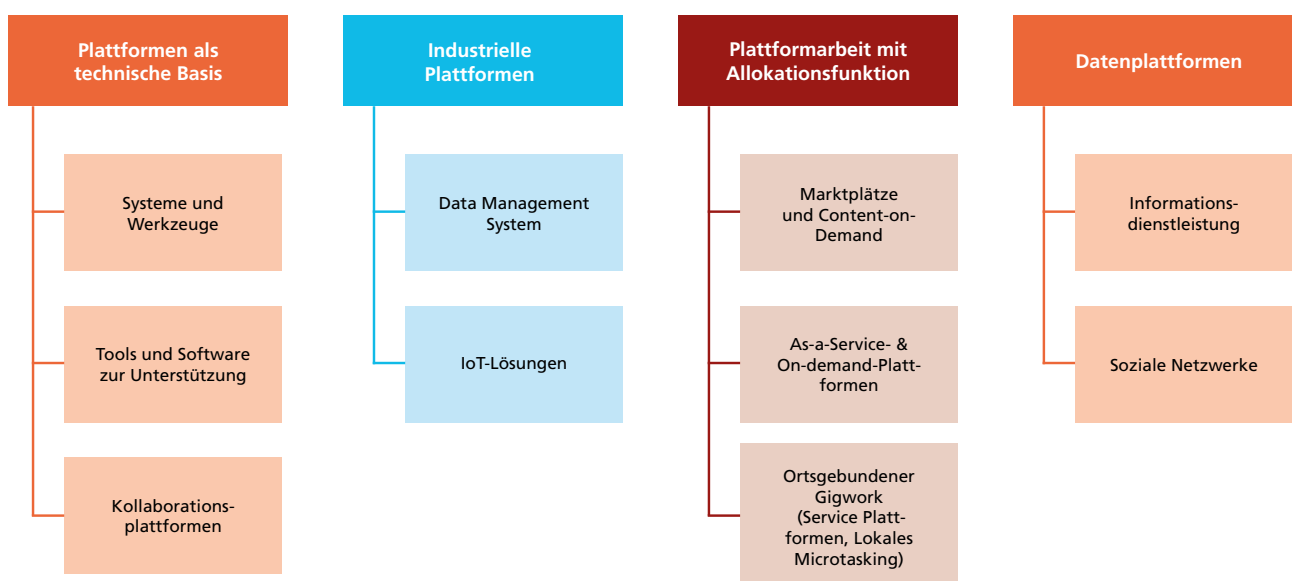 Plattformen als
technische Basis
Systeme und
Werkzeuge
Tools und Software
zur Unterstützung
Kollaborations-
plattformen
Industrielle
Plattformen
Data Management
System
IoT-Lösungen
Plattformarbeit mit
Allokationsfunktion
Marktplätze
und Content-on-
Demand
As-a-Service- &
On-demand-Platt-
formen
Ortsgebundener
Gigwork
(Service Platt-
formen, Lokales
Microtasking)
Datenplattformen
Informations-
dienstleistung
Soziale Netzwerke